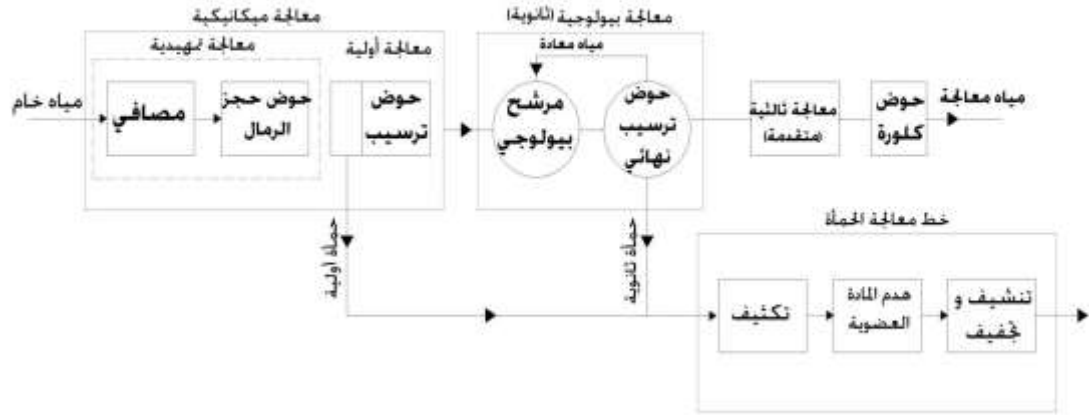 معالجة ميكانيكية
معالجة بيولوجية (ثانوية)
معالجة تمهيدية
معالجة أولية
مياه معادة
مياه خام
مصافي
حوض حجز
الرمال
حوض
ترسيب
مرشح
بيولوجي
حوض
ترسيب
نهائي
معالجة ثالثية
(متقدمة)
حوض
كلورة
مياه معالجة
حمأة أولية
حمأة ثانوية
خط معالجة الحمأة
تكثيف
هدم المادة
العضوية
تنشيف و
تجفيف